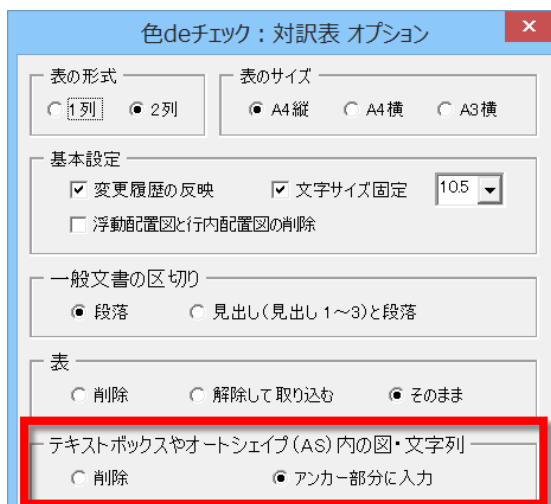 色deチェック：対訳表 オプション
×
表の形式
表のサイズ
1列 2列
A4縦 A4横 A3横
基本設定
変更履歴の反映 文字サイズ固定 10.5
浮動配置図と行内配置図の削除
一般文書の区切り
段落 見出し(見出し 1～3)と段落
表
削除 解除して取り込む そのまま
テキストボックスやオートシェイプ(AS)内の図・文字列
削除 アンカー部分に入力